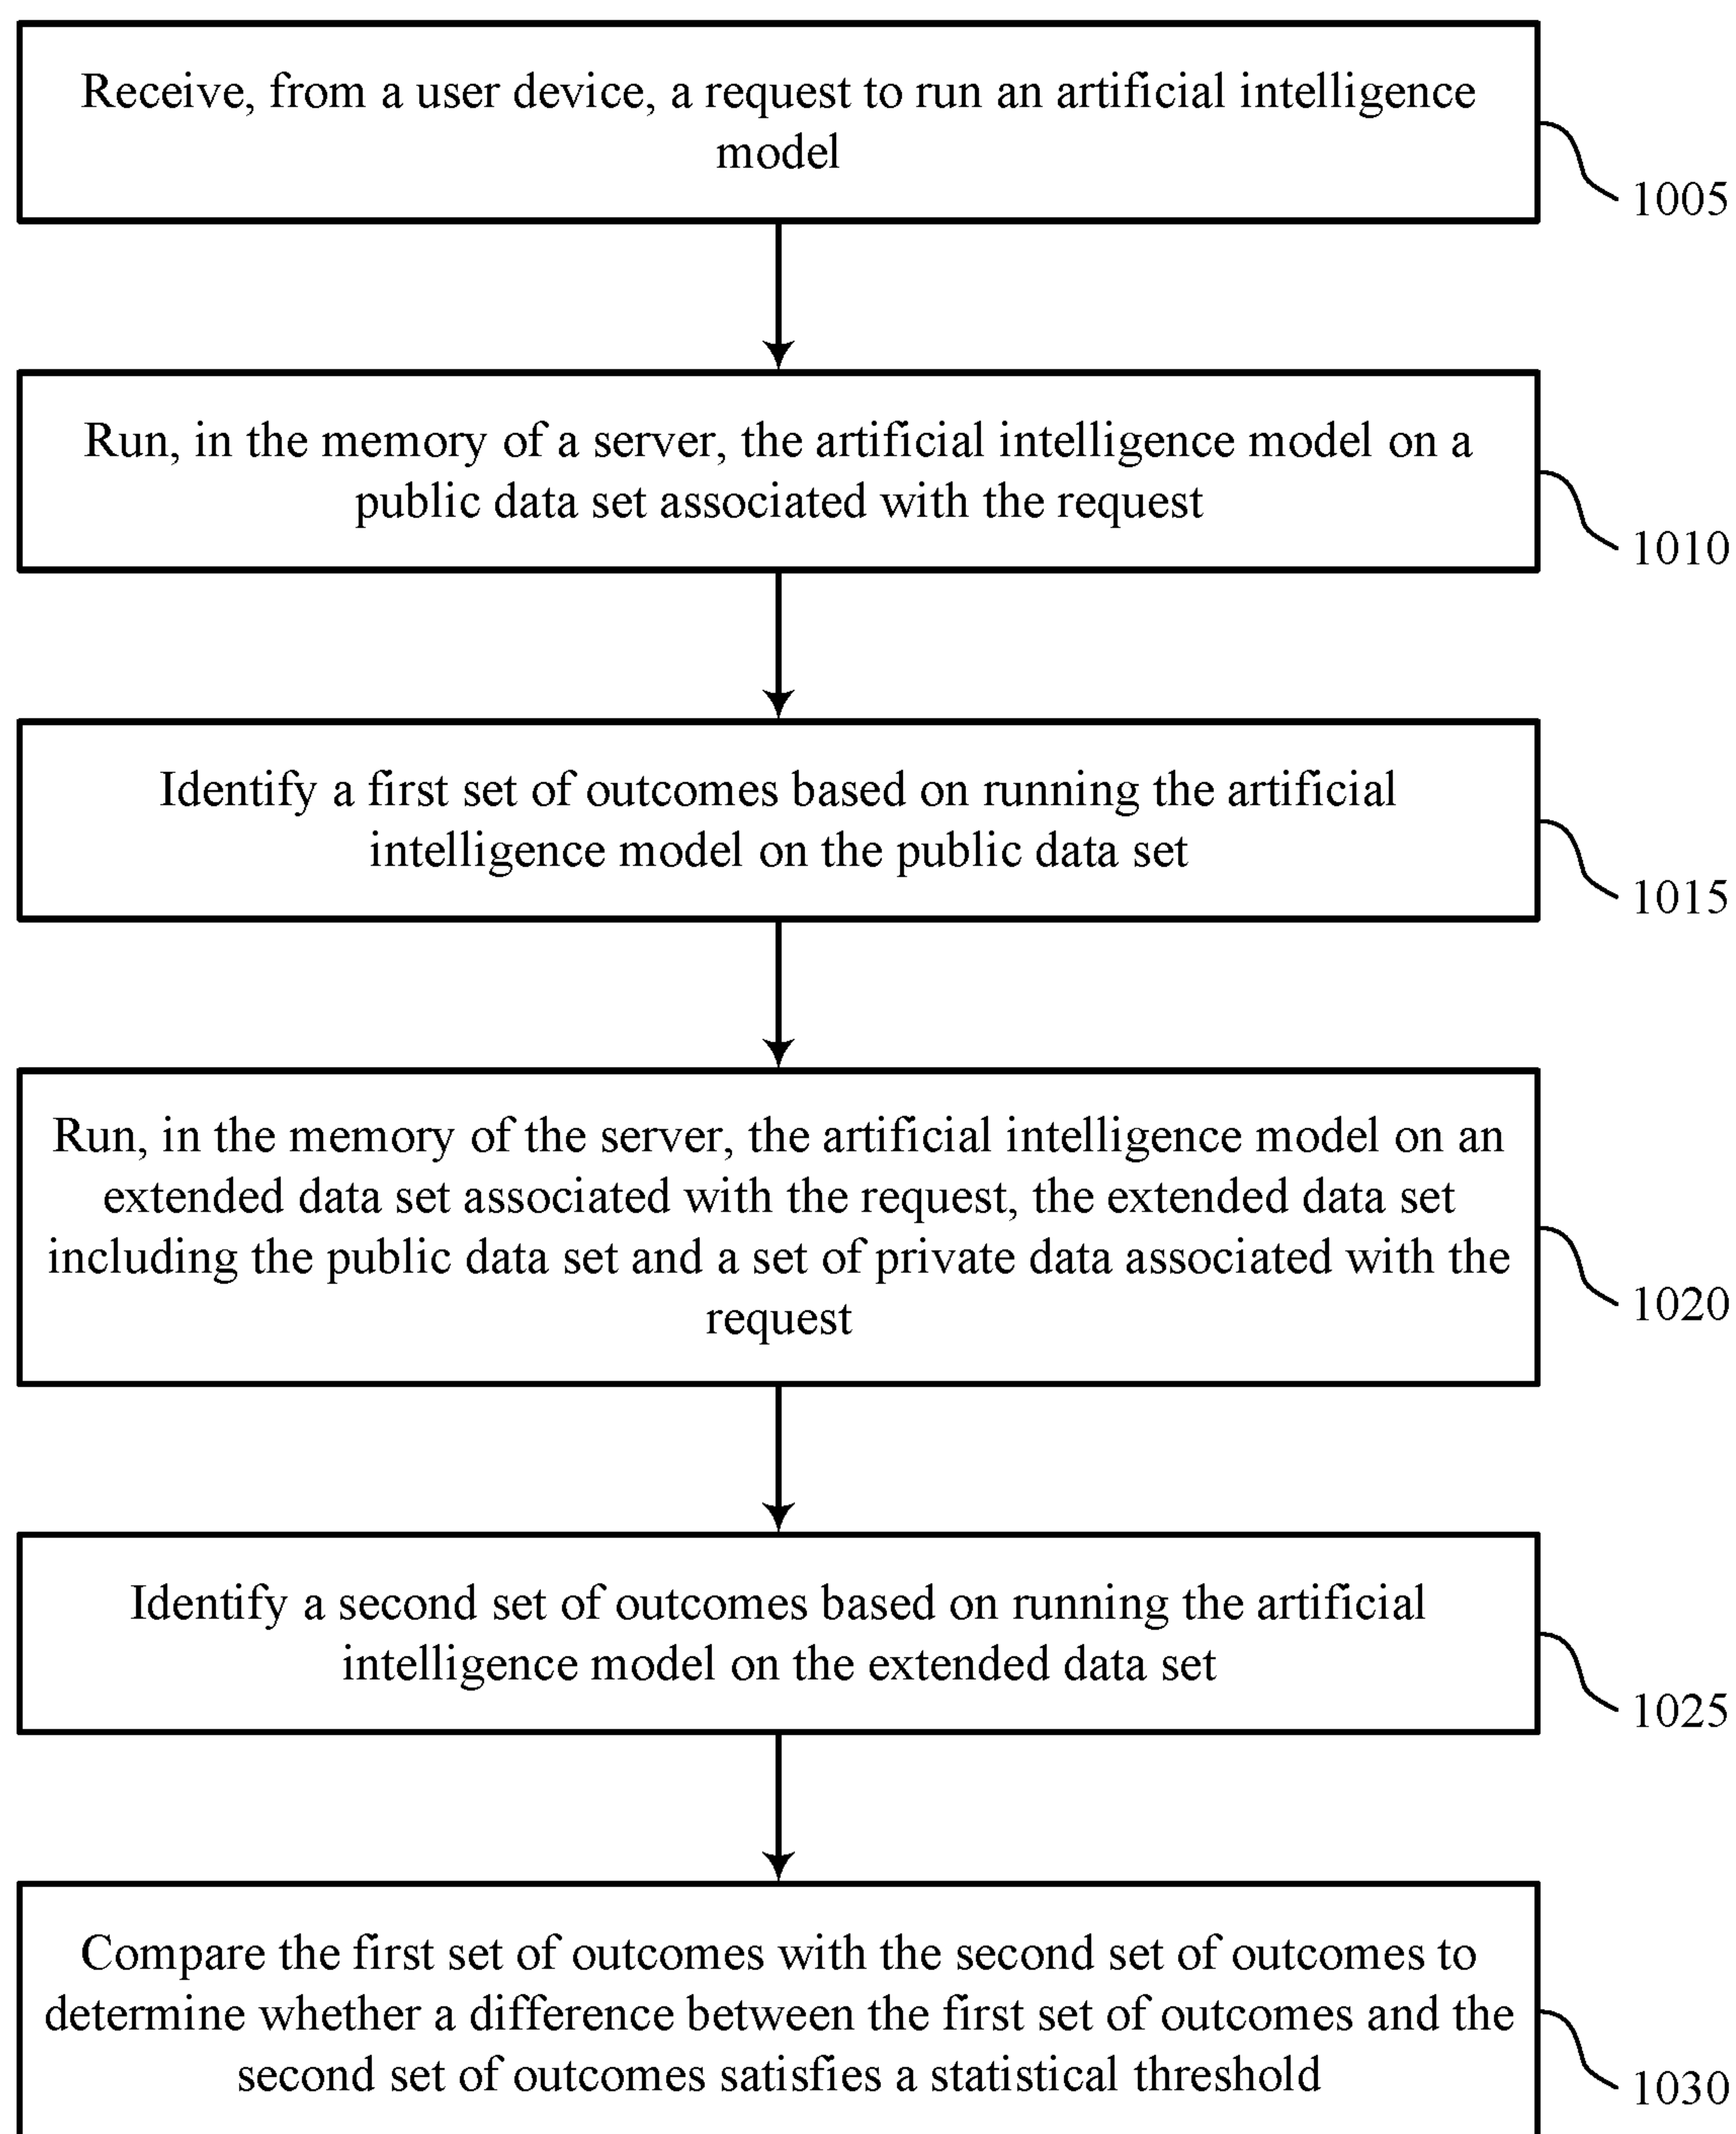 Receive, from a user device, a request to run an artificial intelligence
model
1005
Run, in the memory of a server, the artificial intelligence model on a
public data set associated with the request
1010
Identify a first set of outcomes based on running the artificial
intelligence model on the public data set
1015
Run, in the memory of the server, the artificial intelligence model on an
extended data set associated with the request, the extended data set
including the public data set and a set of private data associated with the
request
1020
Identify a second set of outcomes based on running the artificial
intelligence model on the extended data set
1025
Compare the first set of outcomes with the second set of outcomes to
determine whether a difference between the first set of outcomes and the
second set of outcomes satisfies a statistical threshold
1030